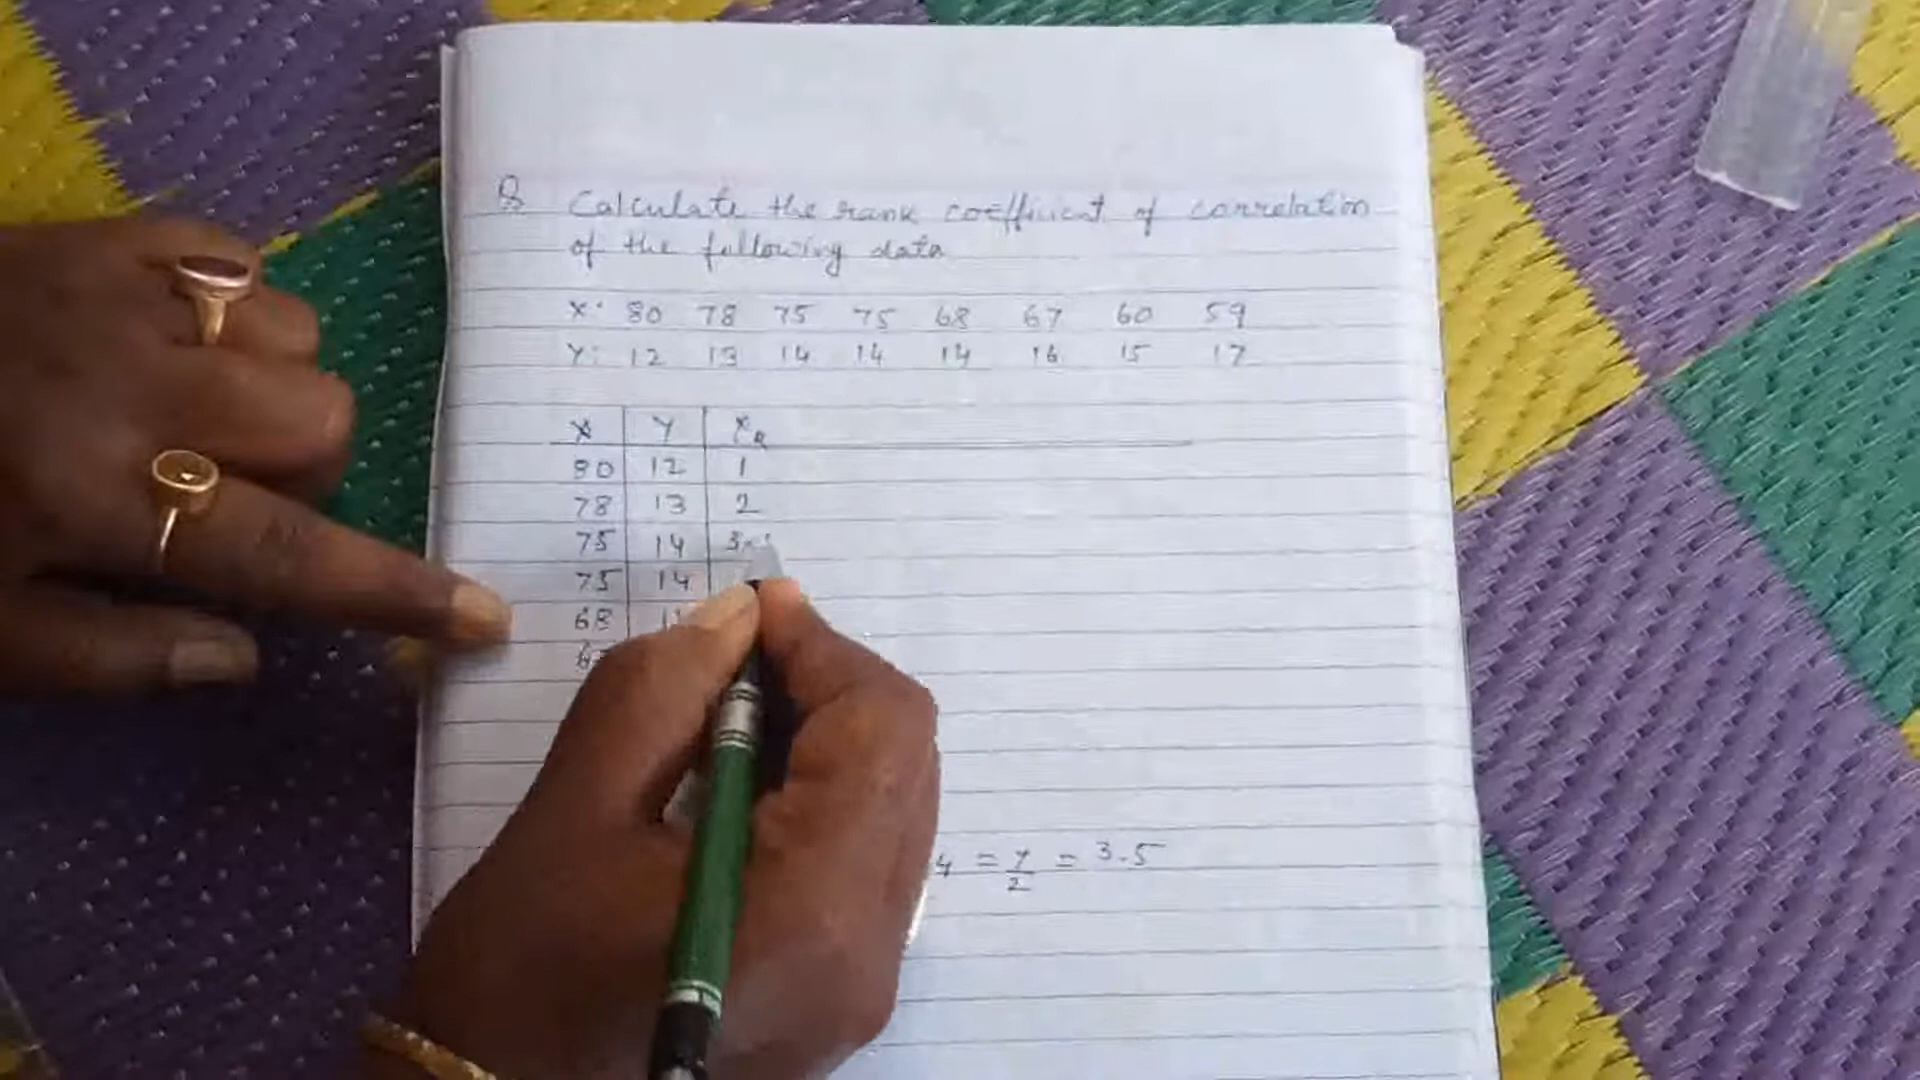 Q Calculate the rank coefficient of correlation
of the following data
X: 80 78 75 75 68 67 60 59
Y: 12 13 14 14 14 16 15 17
X Y XR
80 12 1
78 13 2
75 14 3.5
75 14
68
4 = 7/2 = 3.5